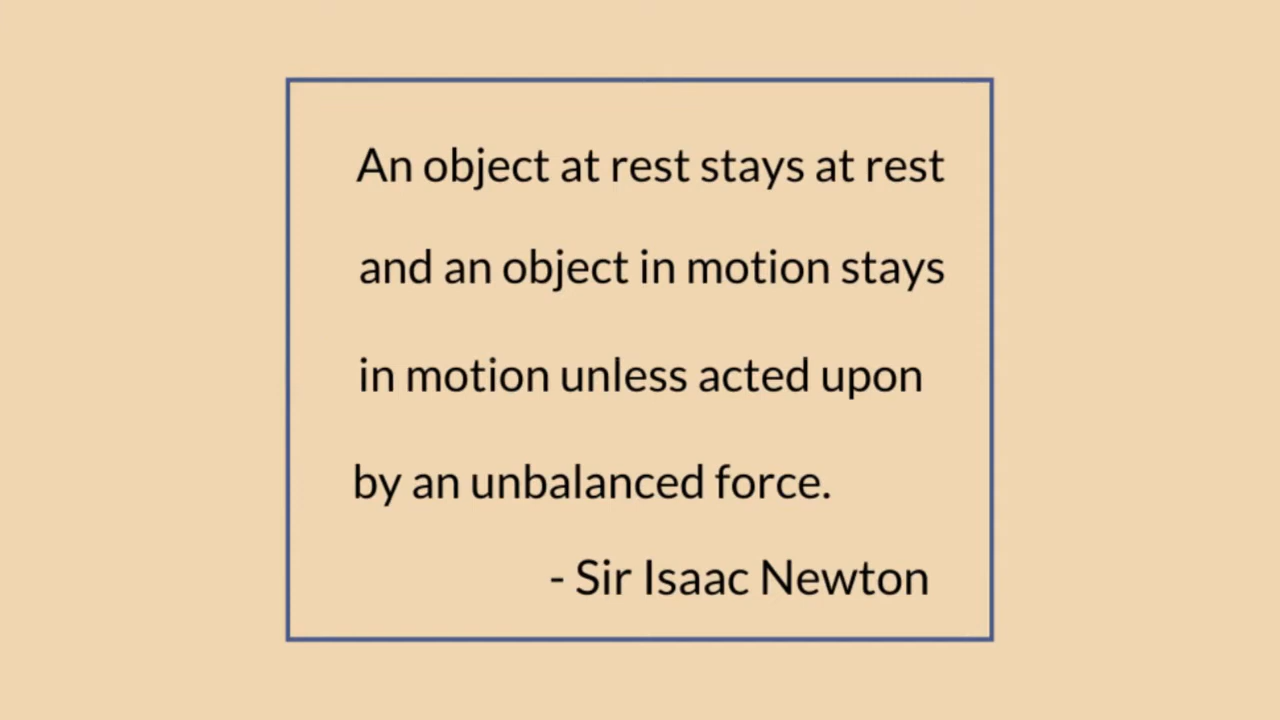 An object at rest stays at rest
and an object in motion stays
in motion unless acted upon
by an unbalanced force.
- Sir Isaac Newton